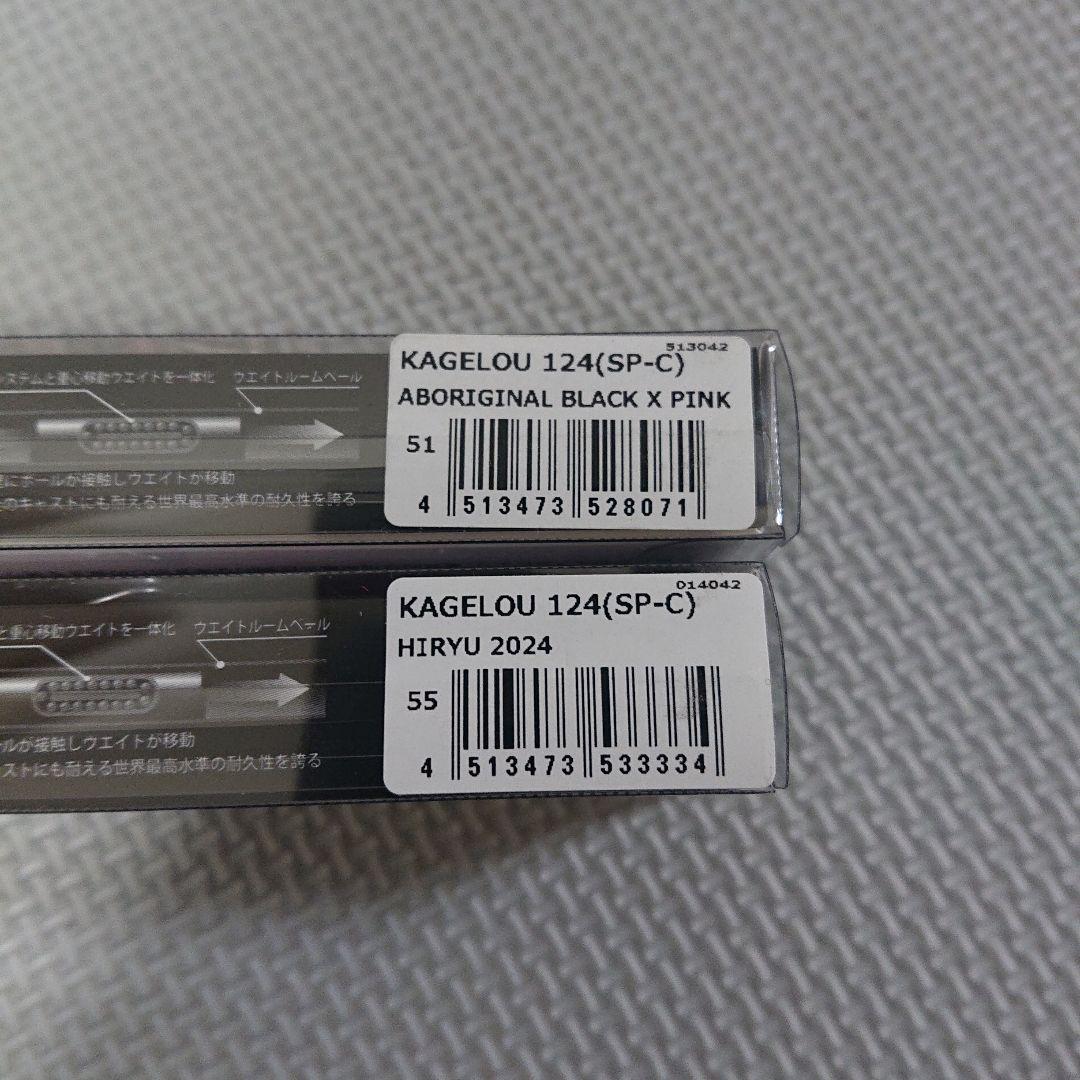 システムと重心移動ウエイトを一体化
ウエイトルームベール
にボールが接触しウエイトが移動
のキャストにも耐える世界最高水準の耐久性を誇る
513042
KAGELOU 124(SP-C)
ABORIGINAL BLACK X PINK
51
4 513473 528071
と重心移動ウエイトを一体化
ウエイトルームベール
ールが接触しウエイトが移動
ストにも耐える世界最高水準の耐久性を誇る
014042
KAGELOU 124(SP-C)
HIRYU 2024
55
4 513473 533334